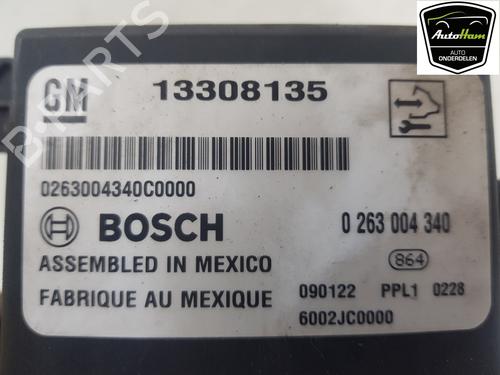 AutoHam
AUTO
ONDERDELEN
GM 13308135
0263004340C0000
BOSCH 0 263 004 340
ASSEMBLED IN MEXICO 864
FABRIQUE AU MEXIQUE 090122 PPL1 0228
6002JC0000
B-PARTS